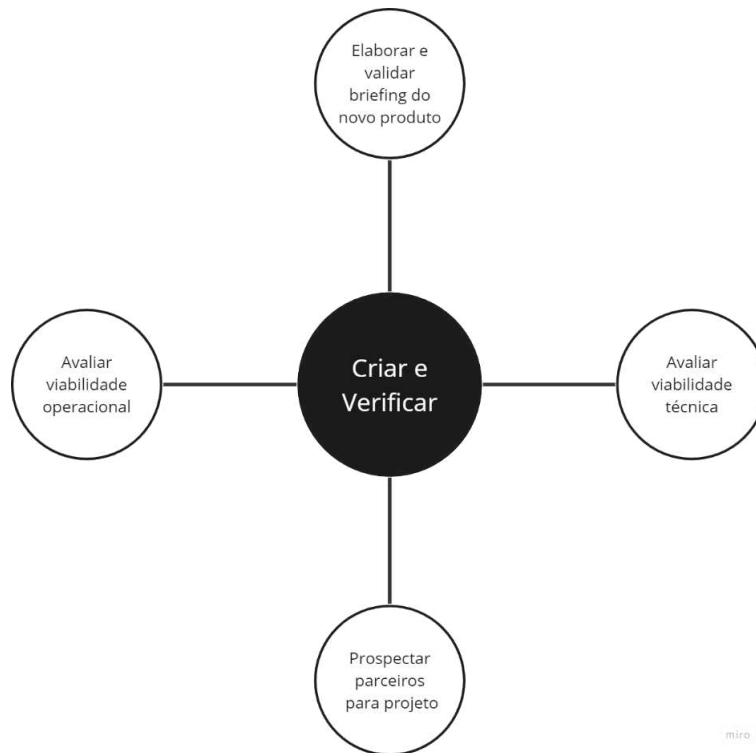 Elaborar e
validar
briefing do
novo produto
Avaliar
viabilidade
operacional
Criar e
Verificar
Avaliar
viabilidade
técnica
Prospectar
parceiros
para projeto
miro